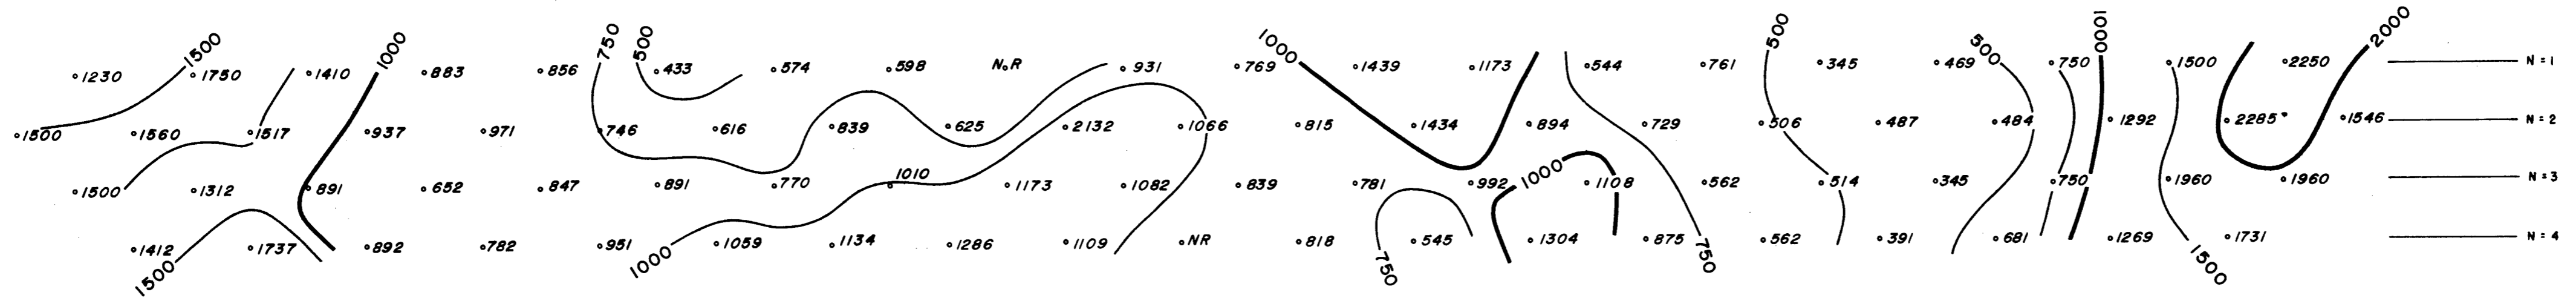 750 500 500 1000 2000
1500 1000 1000 500
1230 1750 1410 883 856 433 574 598 N.R 931 769 1439 1173 544 761 345 469 750 1500 2250 N = 1
1500 1560 1517 937 971 746 616 839 625 2132 1066 815 1434 894 729 506 487 484 1292 2285 1546 N = 2
1500 1312 891 652 847 891 770 1010 1173 1082 839 781 992 1000 1108 562 514 345 750 1960 1960 N = 3
1412 1737 892 782 951 1059 1134 1286 1109 NR 818 545 1304 875 562 391 681 1269 1731 N = 4
1500 1000 750 750 1500